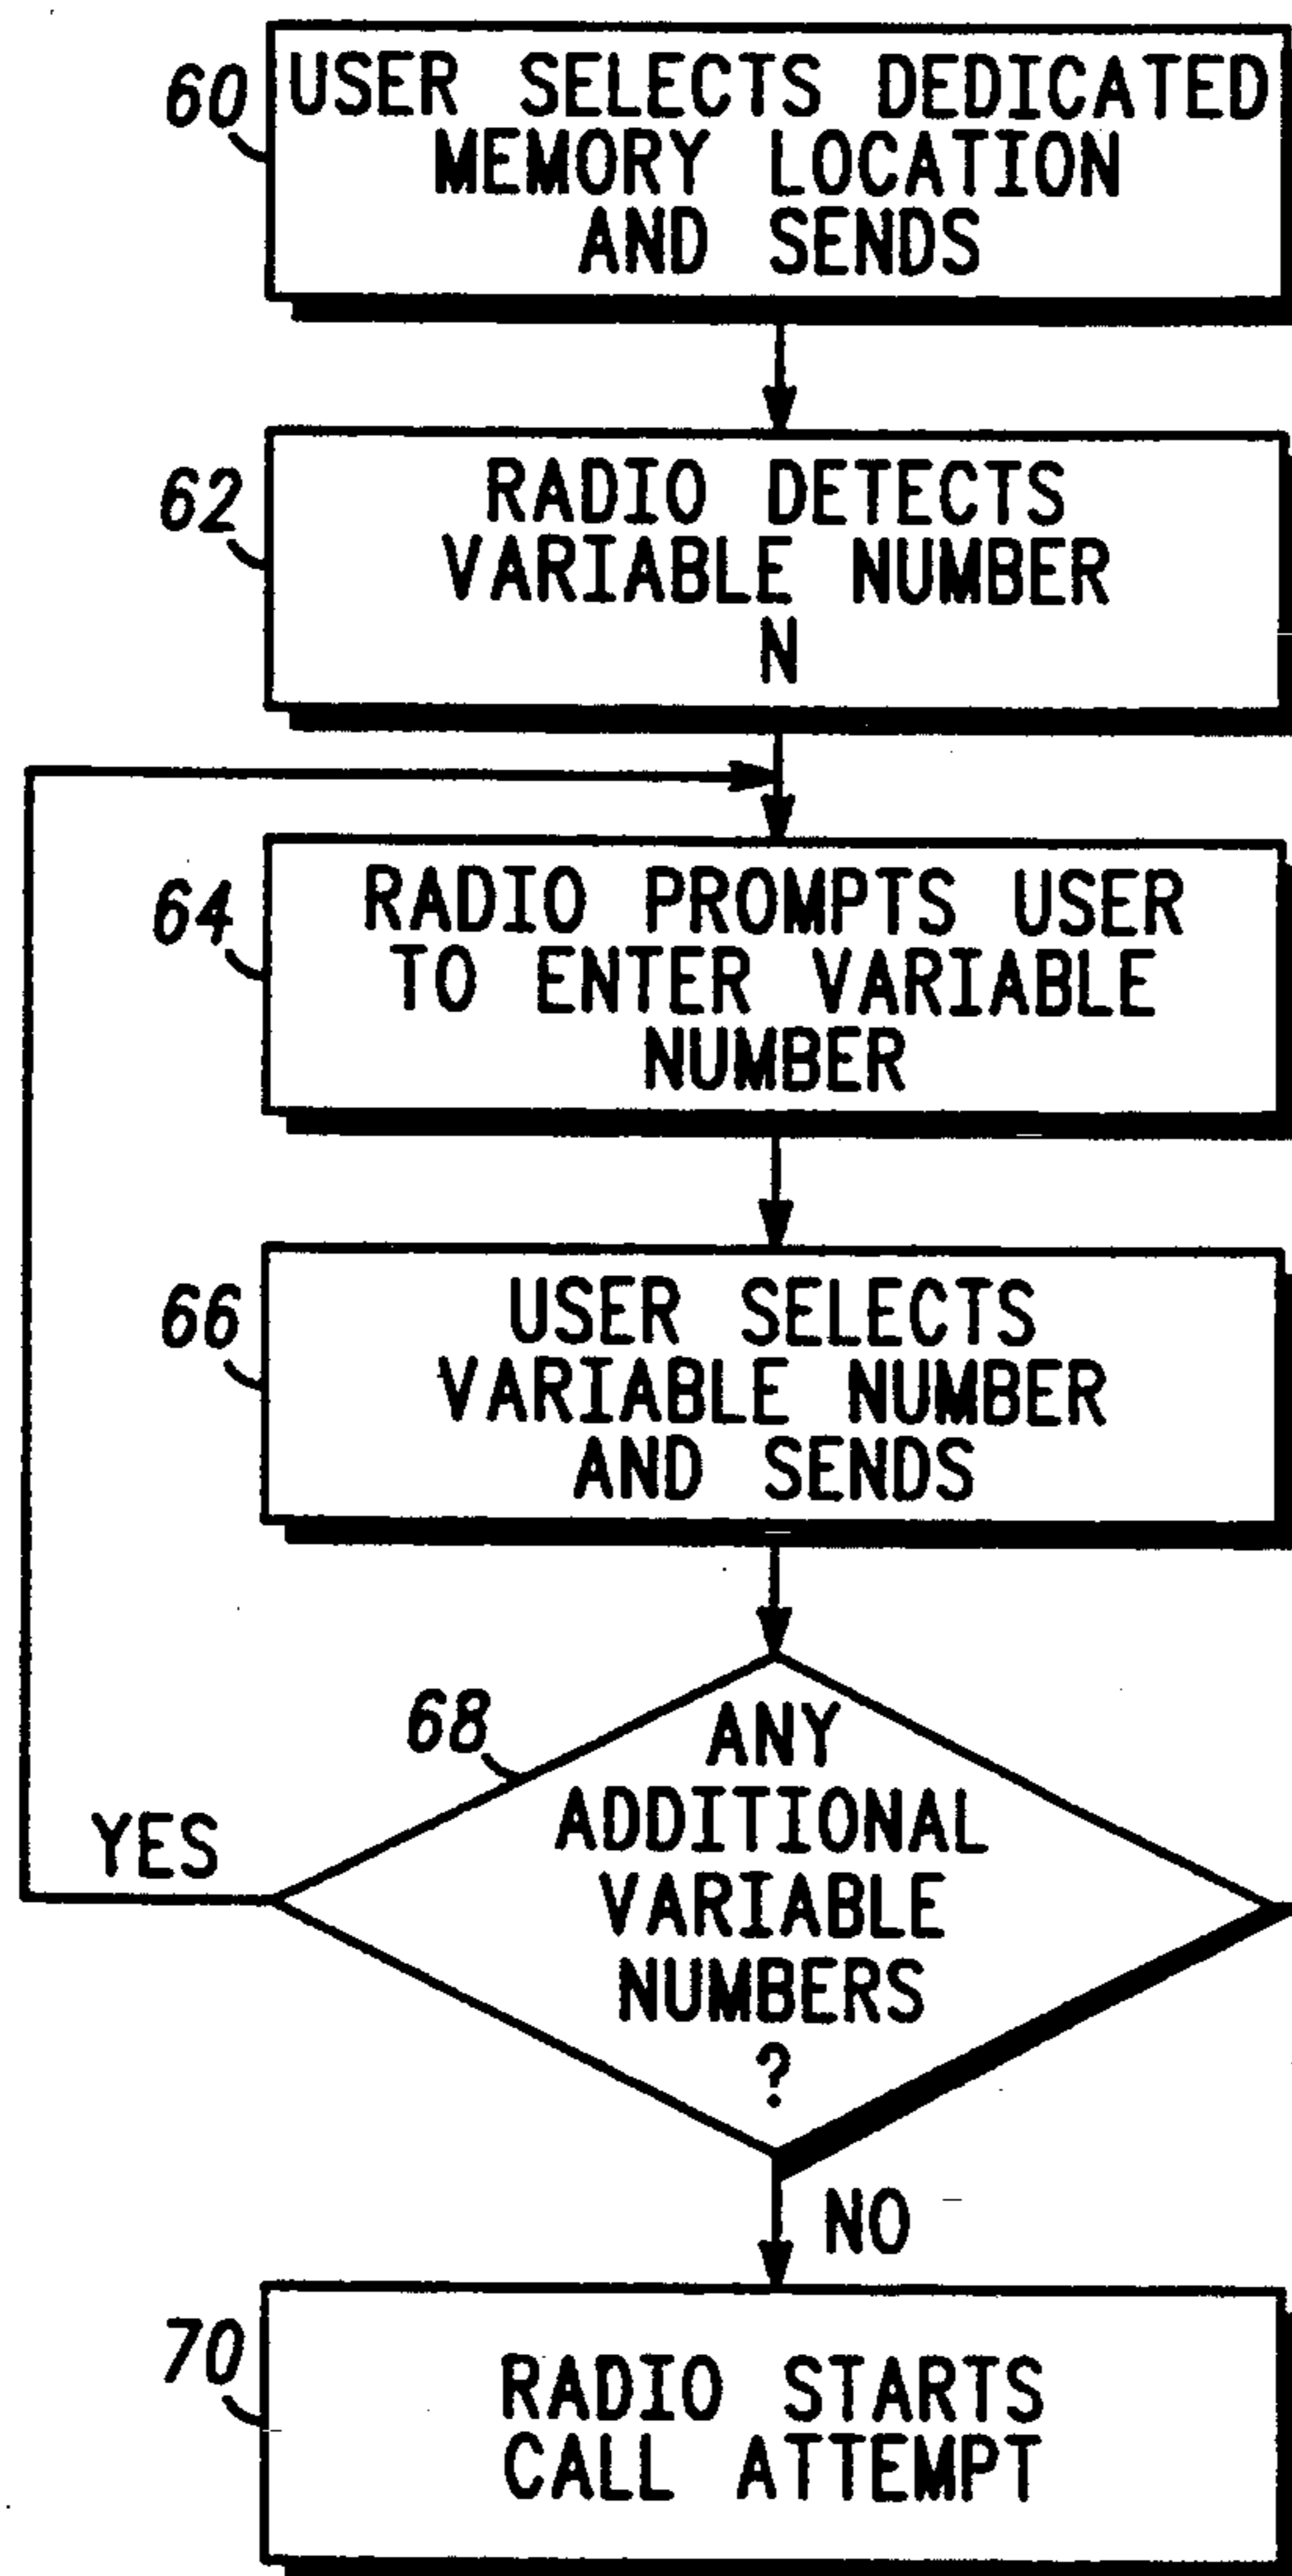 60
USER SELECTS DEDICATED
MEMORY LOCATION
AND SENDS
62
RADIO DETECTS
VARIABLE NUMBER
N
64
RADIO PROMPTS USER
TO ENTER VARIABLE
NUMBER
66
USER SELECTS
VARIABLE NUMBER
AND SENDS
68
ANY
ADDITIONAL
VARIABLE
NUMBERS
?
YES
NO
70
RADIO STARTS
CALL ATTEMPT